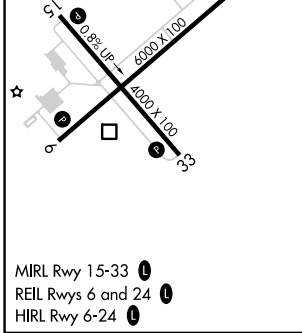 15
P
0.8% UP
6000 X 100
4000 X 100
P
6
P
33
MIRL Rwy 15-33 L
REIL Rwys 6 and 24 L
HIRL Rwy 6-24 L